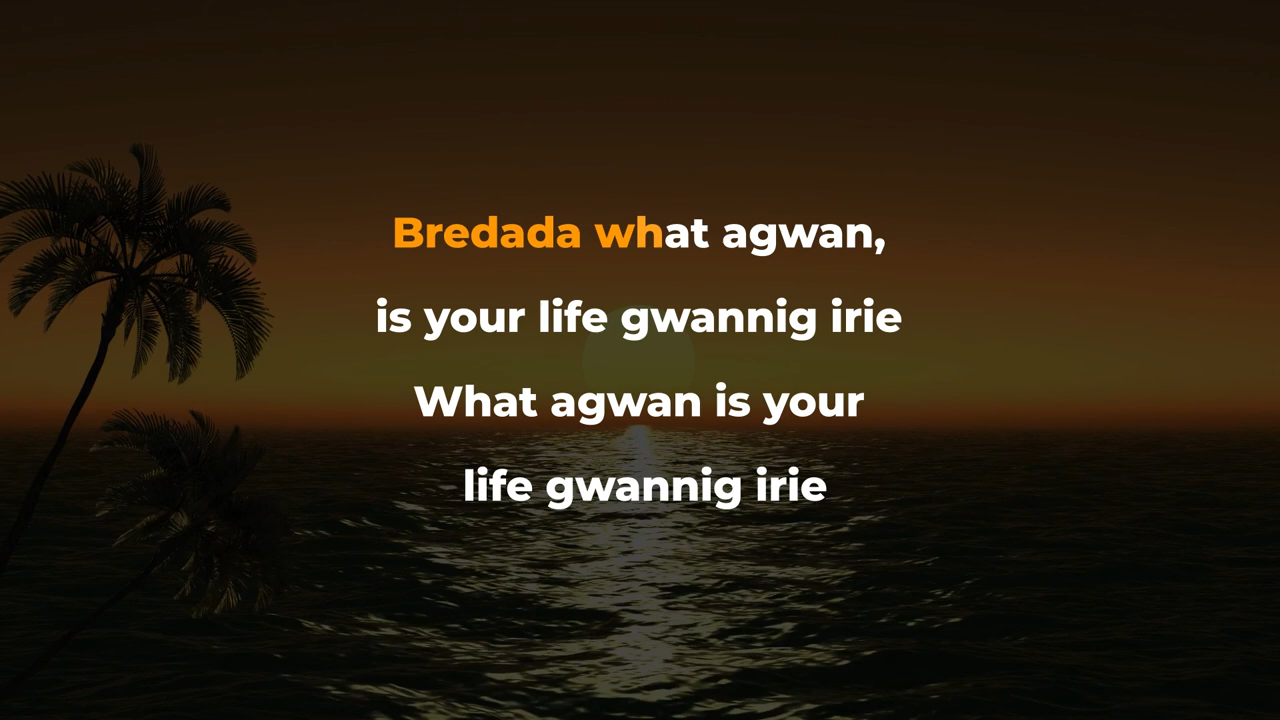 Bredada what agwan,
is your life gwannig irie
What agwan is your
life gwannig irie